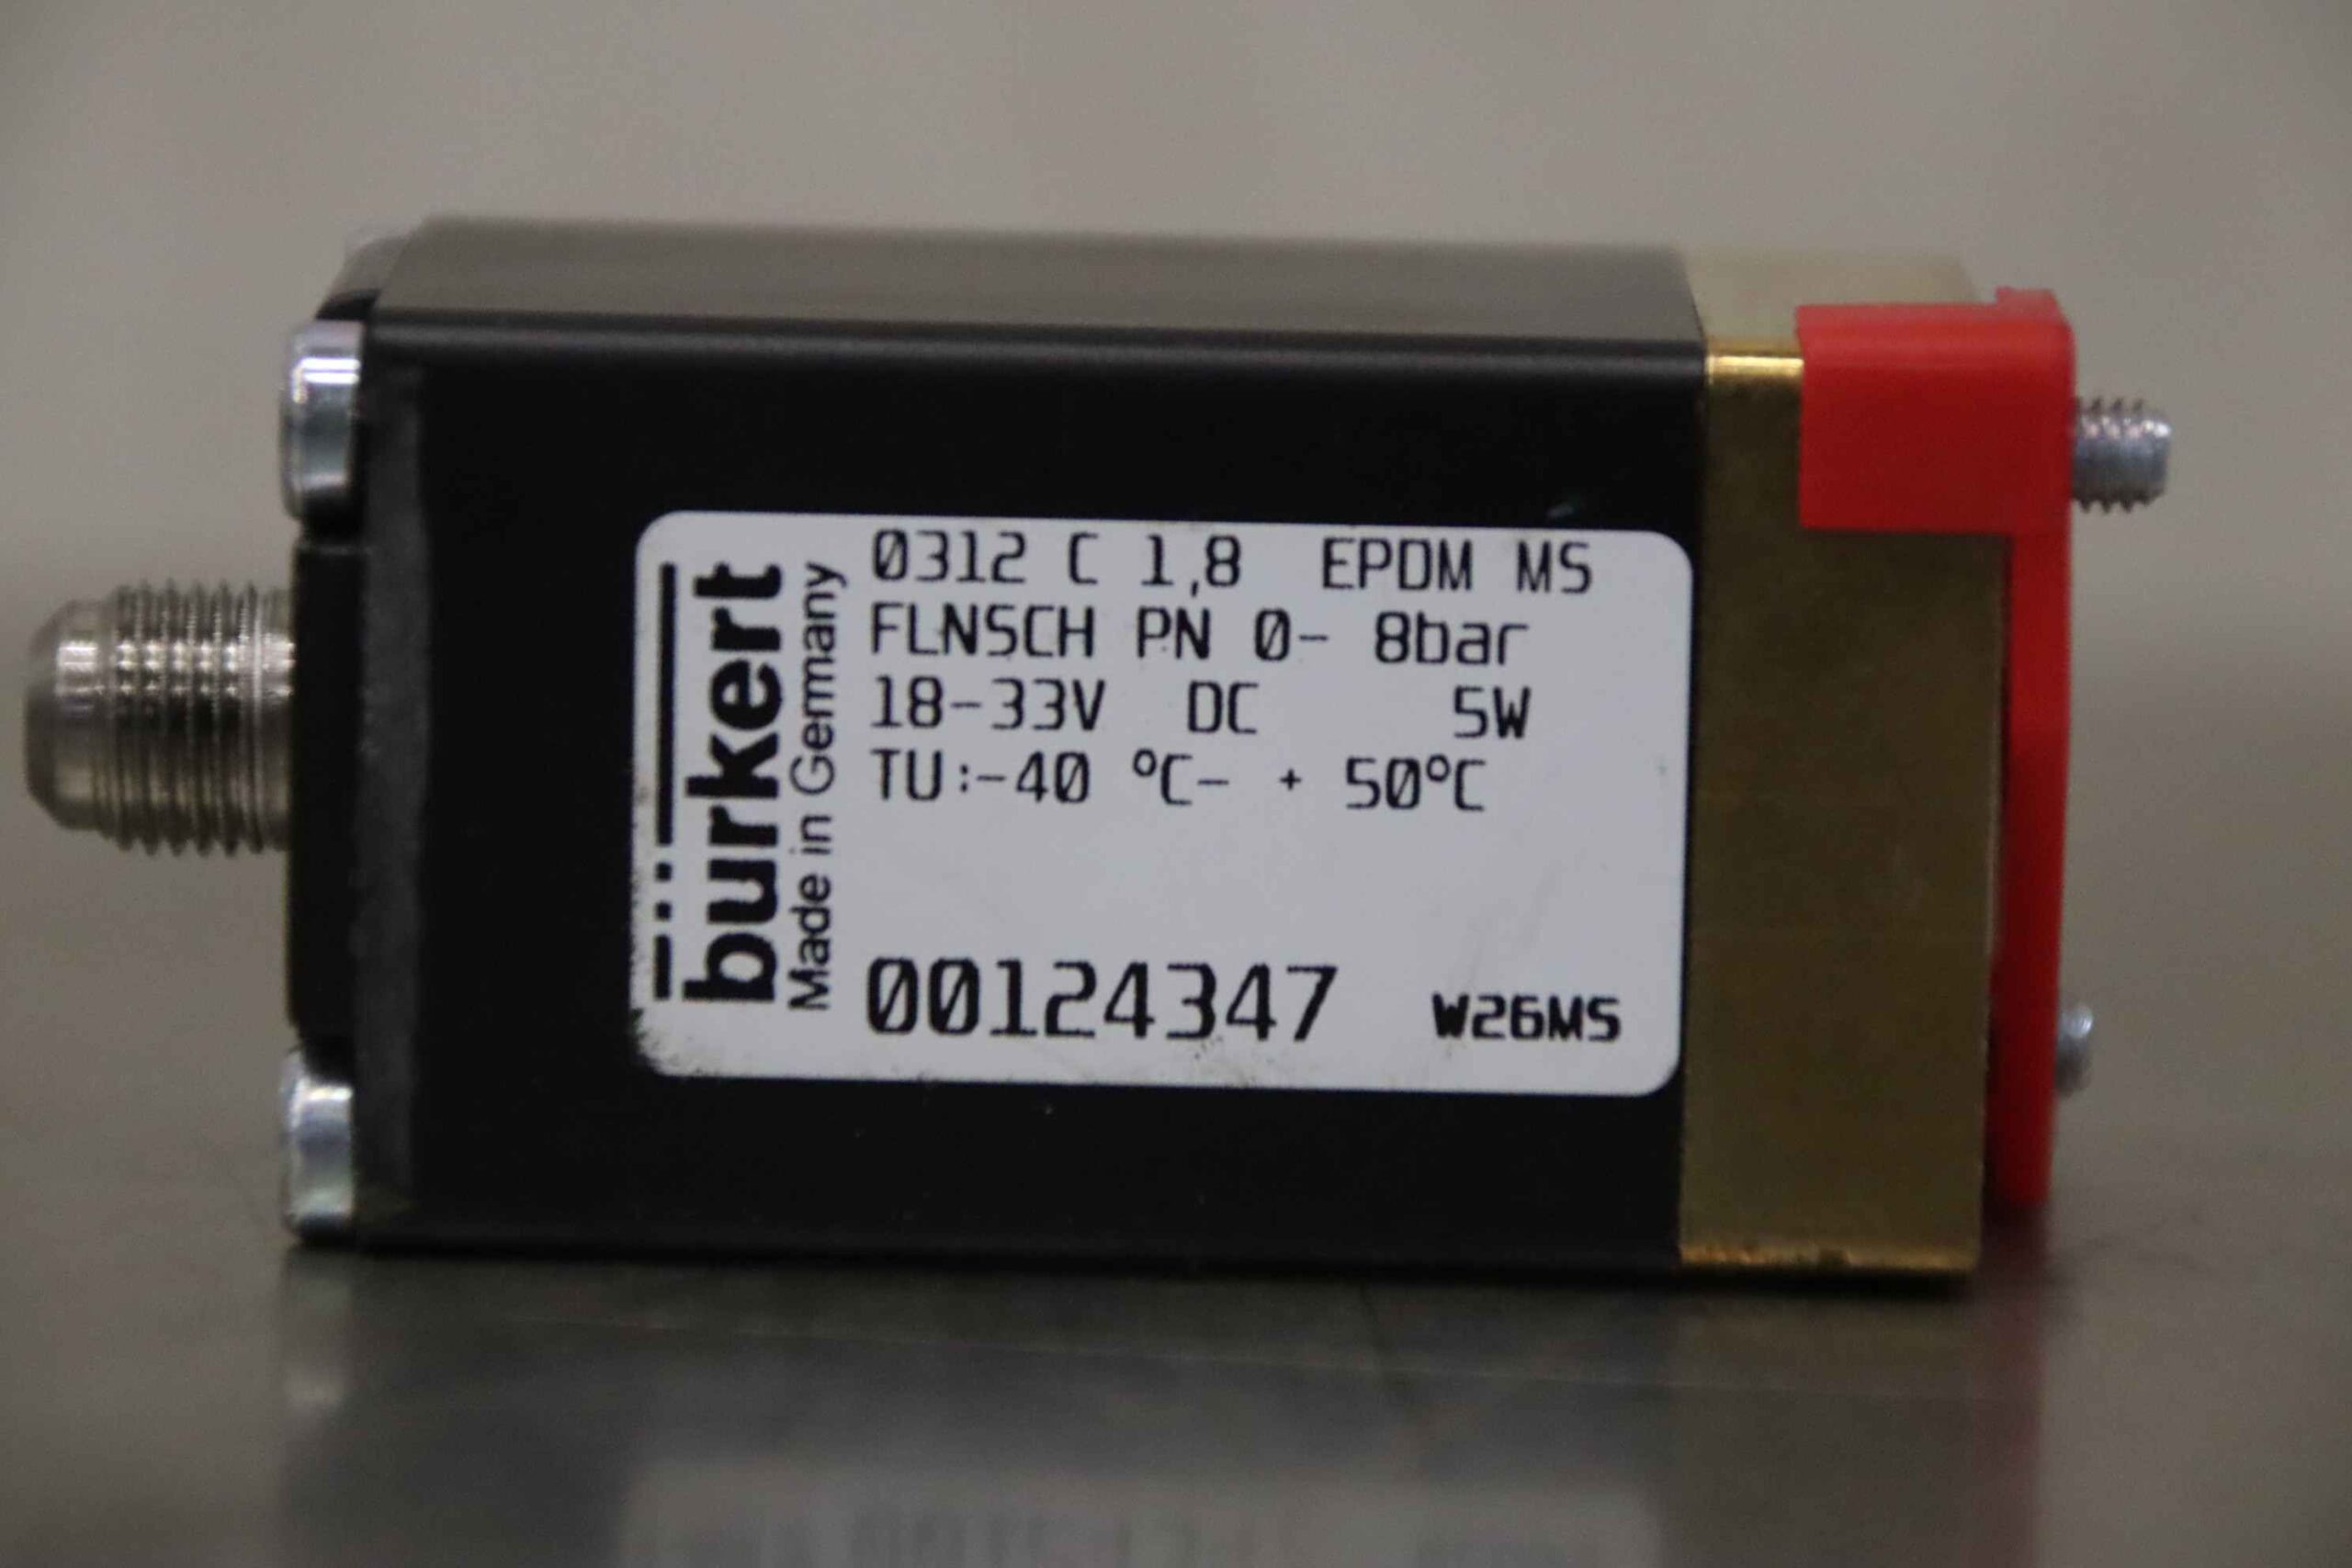 bürkert
Made in Germany
0312 C 1,8 EPDM MS
FLNSCH PN 0- 8bar
18-33V DC 5W
TU:-40 °C- + 50°C
00124347 W26MS